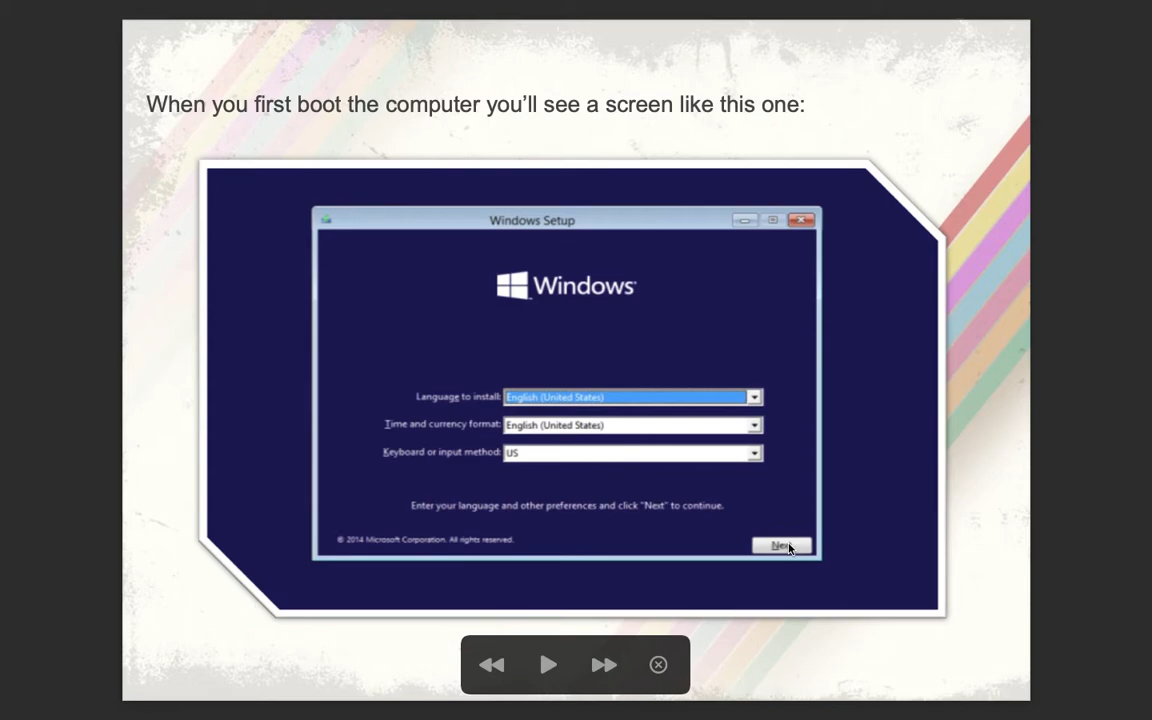 When you first boot the computer you’ll see a screen like this one:
Windows Setup
Windows
Language to install: English (United States)
Time and currency format: English (United States)
Keyboard or input method: US
Enter your language and other preferences and click "Next" to continue.
© 2014 Microsoft Corporation. All rights reserved.